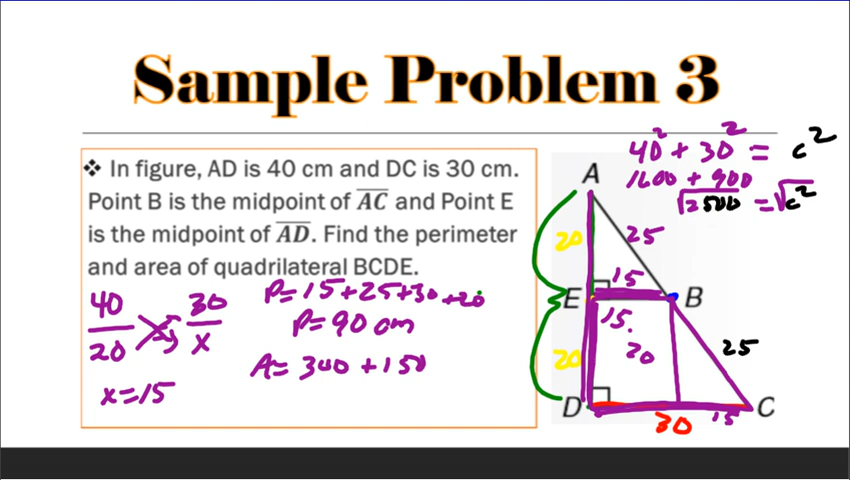 Sample Problem 3
❖ In figure, AD is 40 cm and DC is 30 cm.
Point B is the midpoint of A̅C̅ and Point E
is the midpoint of A̅D̅. Find the perimeter
and area of quadrilateral BCDE.
40/20 30/x
x=15
P=15+25+30+20
P=90 cm
A=300+150
40² + 30² = c²
1600 + 900
√2500 = √c²
A
20
25
15
E
B
15.
20
20
25
D
15
C
30